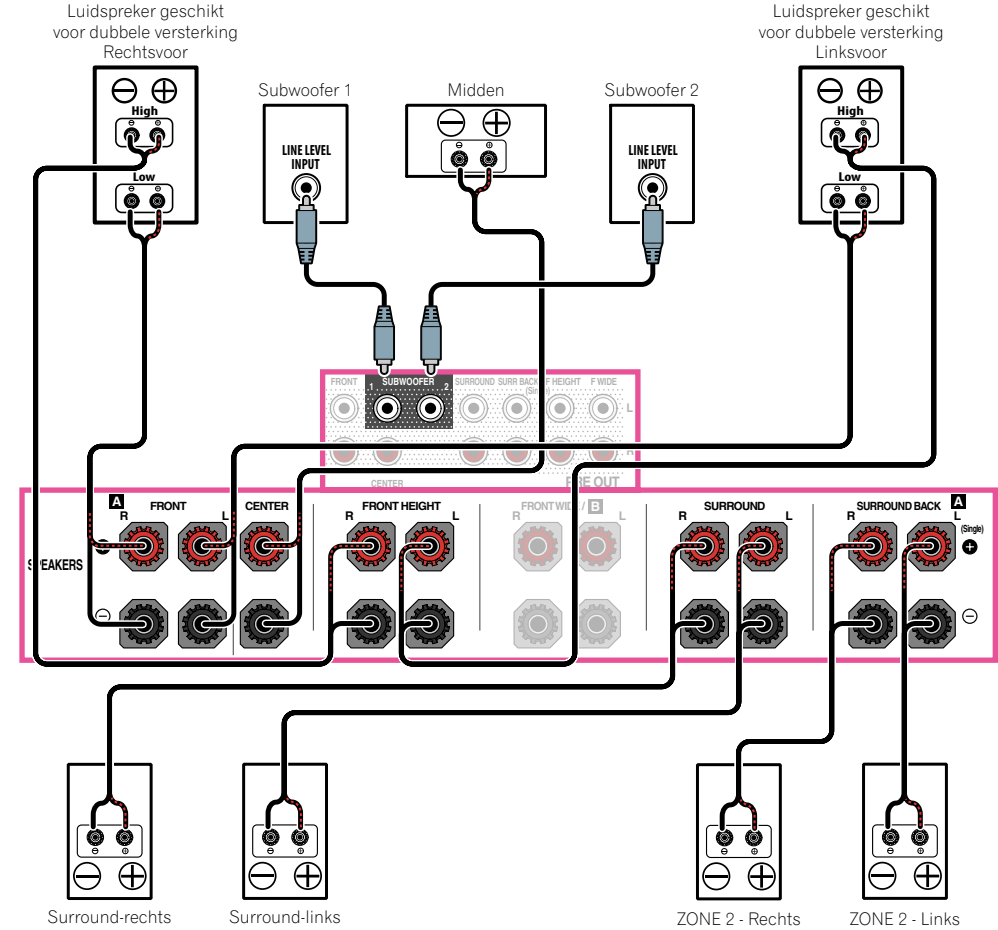 Luidspreker geschikt
voor dubbele versterking
Rechtsvoor
Luidspreker geschikt
voor dubbele versterking
Linksvoor
Subwoofer 1
Midden
Subwoofer 2
High
Low
LINE LEVEL
INPUT
LINE LEVEL
INPUT
High
Low
FRONT
SUBWOOFER
1
2
SURROUND
SURR BACK
(Single)
F HEIGHT
F WIDE
L
R
CENTER
PRE OUT
A
R
FRONT
L
CENTER
R
FRONT HEIGHT
L
R
FRONT WIDE / B
L
R
SURROUND
L
R
SURROUND BACK
A
L
(Single)
SPEAKERS
Surround-rechts
Surround-links
ZONE 2 - Rechts
ZONE 2 - Links